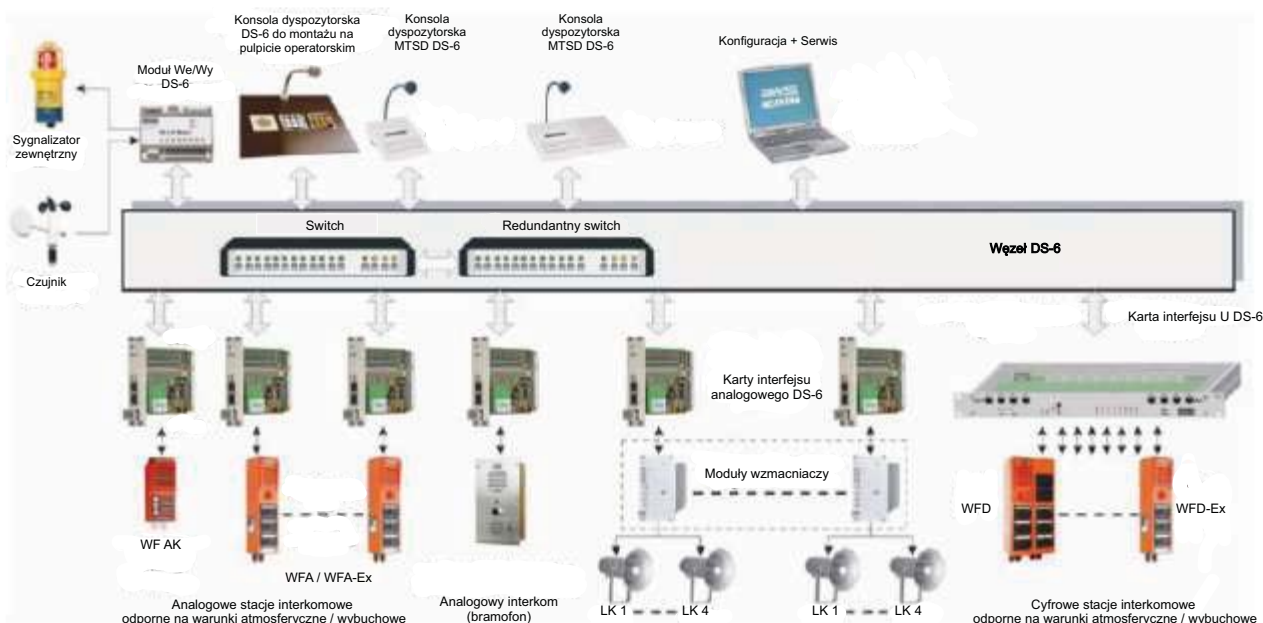 Konsola dyspozytorska
DS-6 do montażu na
pulpicie operatorskim
Konsola
dyspozytorska
MTSD DS-6
Konsola
dyspozytorska
MTSD DS-6
Konfiguracja + Serwis
Moduł We/Wy
DS-6
Sygnalizator
zewnętrzny
Czujnik
Switch
Redundantny switch
Węzeł DS-6
Karta interfejsu U DS-6
Karty interfejsu
analogowego DS-6
Moduły wzmacniaczy
WF AK
WFA / WFA-Ex
WFD
WFD-Ex
LK 1
LK 4
LK 1
LK 4
Analogowe stacje interkomowe
odporne na warunki atmosferyczne / wybuchowe
Analogowy interkom
(bramofon)
Cyfrowe stacje interkomowe
odporne na warunki atmosferyczne / wybuchowe